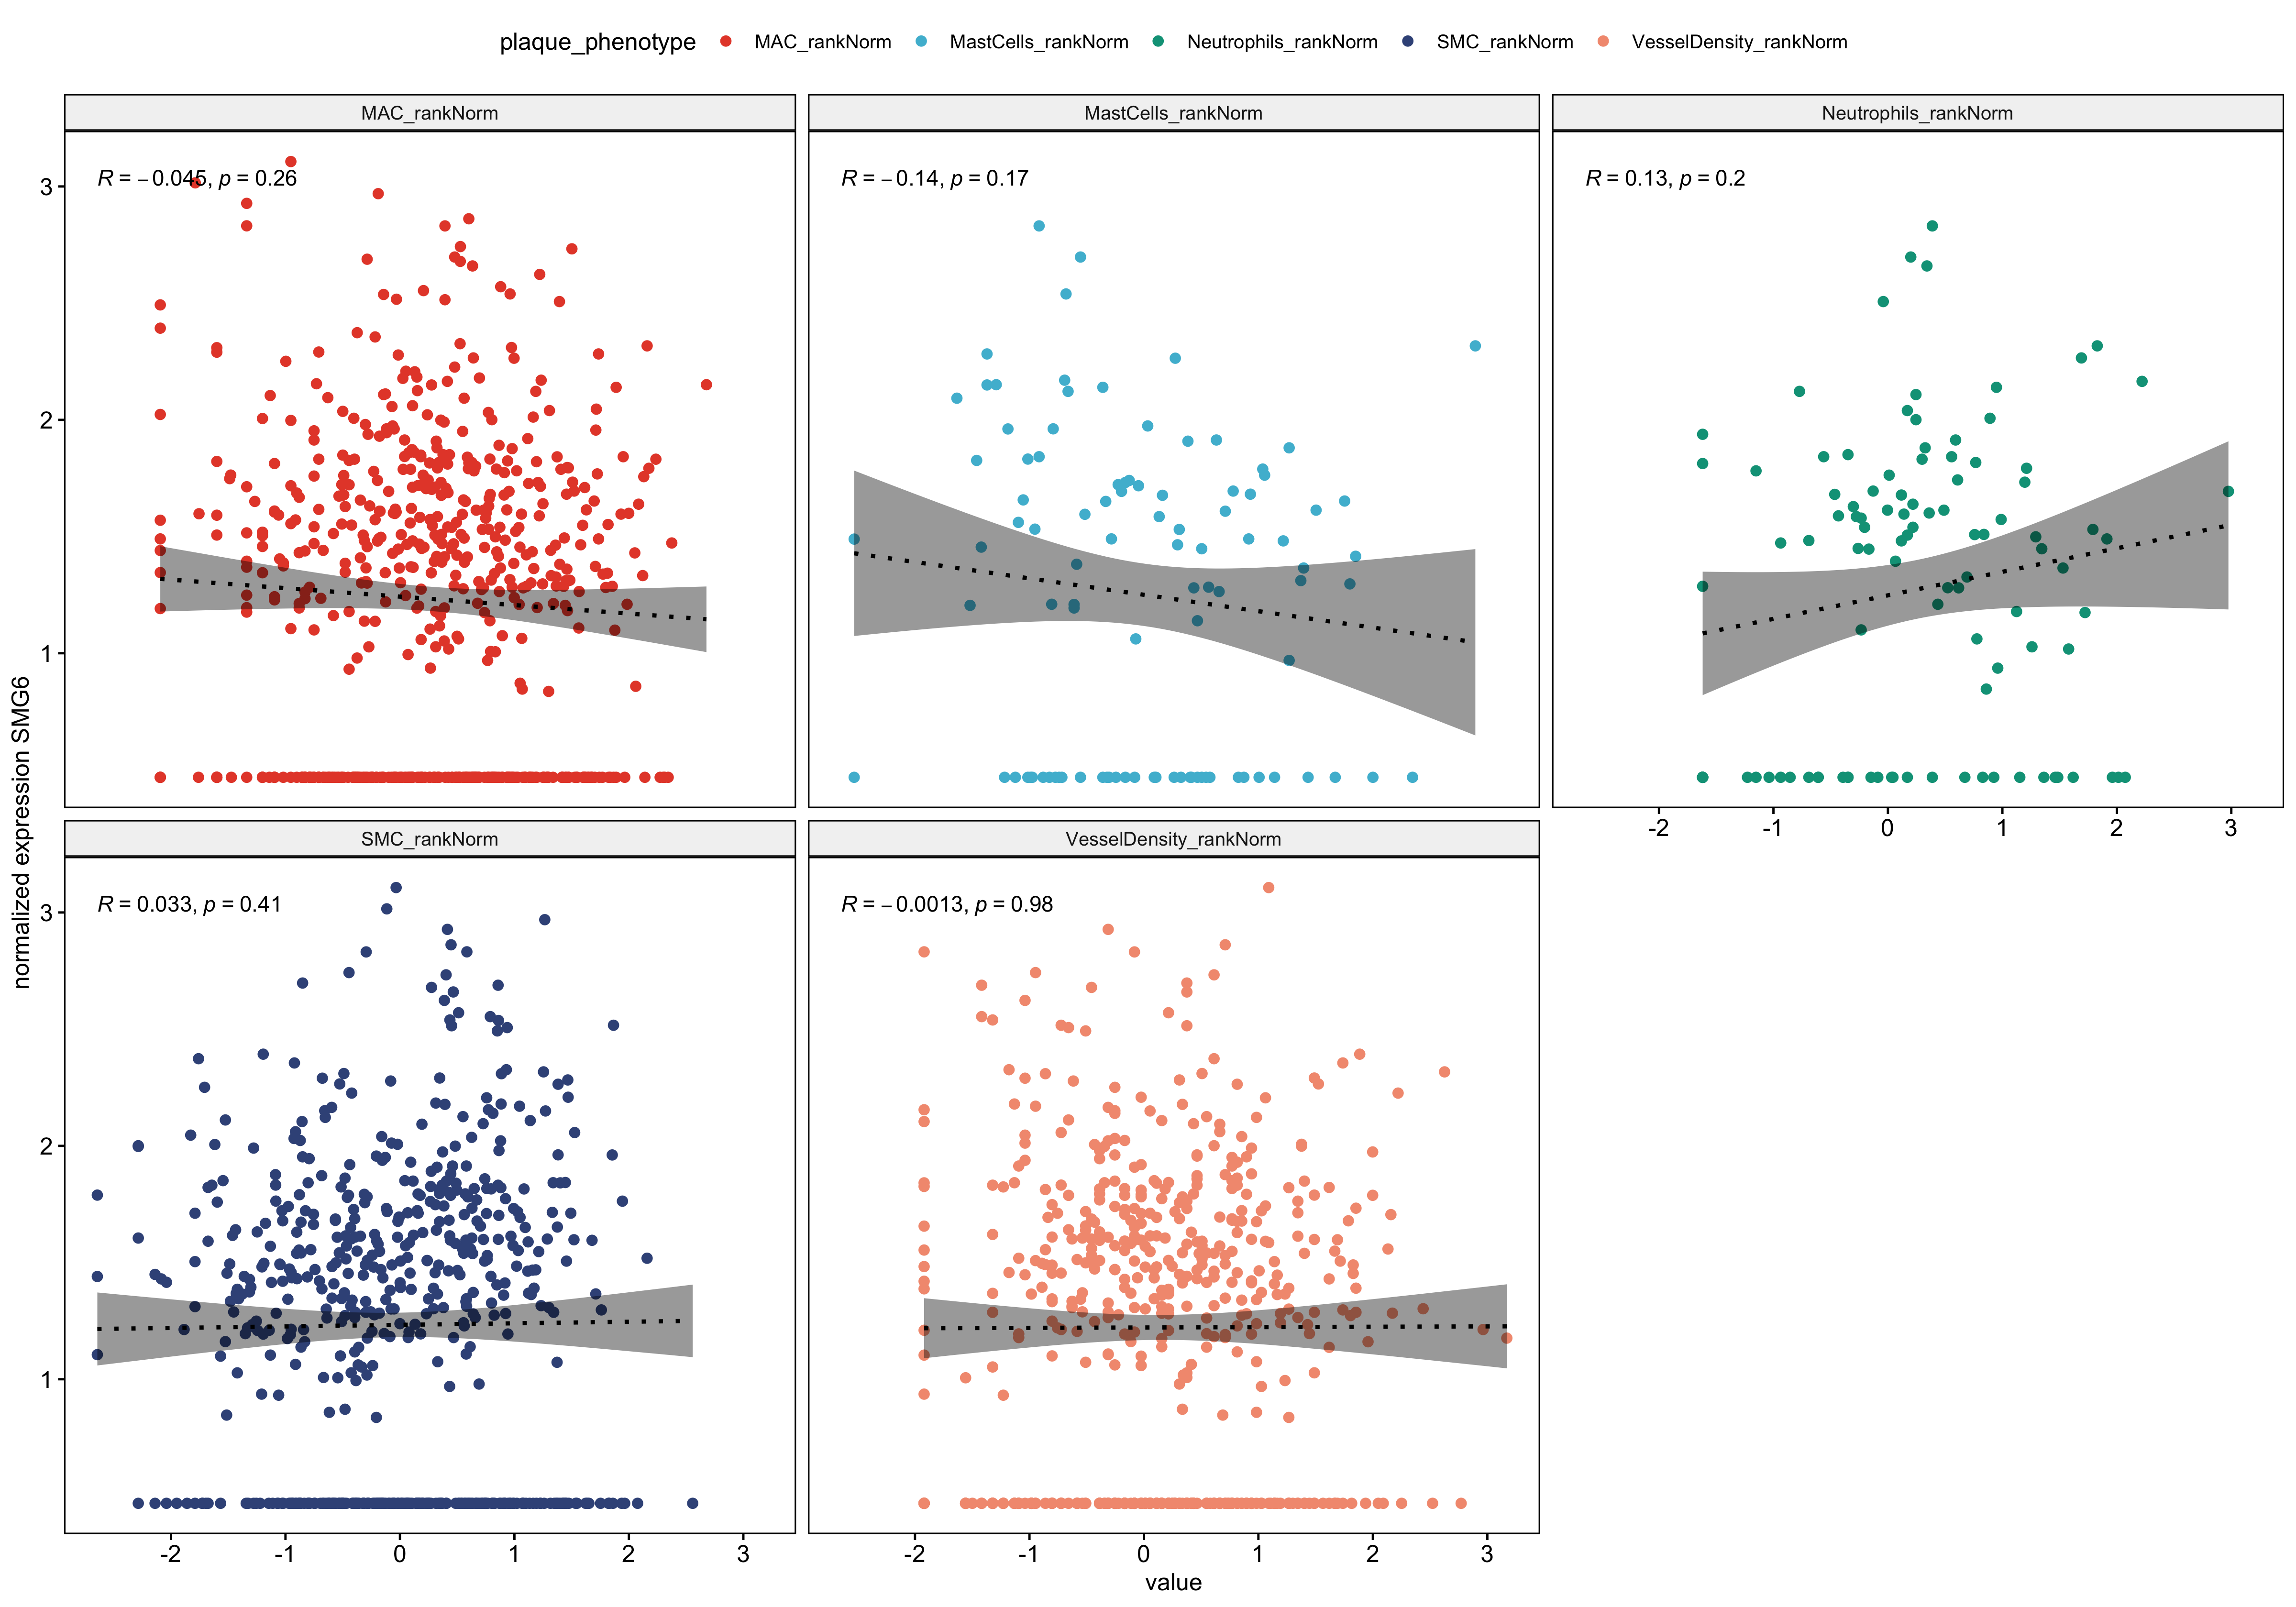 plaque_phenotype MAC_rankNorm MastCells_rankNorm Neutrophils_rankNorm SMC_rankNorm VesselDensity_rankNorm
MAC_rankNorm
MastCells_rankNorm
Neutrophils_rankNorm
R = −0.045, p = 0.26
R = −0.14, p = 0.17
R = 0.13, p = 0.2
3
2
1
-2 -1 0 1 2 3
normalized expression SMG6
SMC_rankNorm
VesselDensity_rankNorm
R = 0.033, p = 0.41
R = −0.0013, p = 0.98
3
2
1
-2 -1 0 1 2 3
-2 -1 0 1 2 3
value